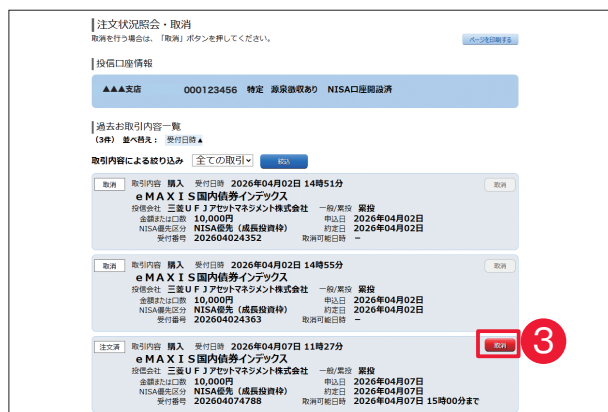 注文状況照会・取消
取消を行う場合は、「取消」ボタンを押してください。
ページを印刷する
投信口座情報
▲▲▲支店 000123456 特定 源泉徴収あり NISA口座開設済
過去お取引内容一覧
(3件) 並べ替え: 受付日時▲
取引内容による絞り込み 全ての取引 絞込
取消 取引内容 購入 受付日時 2026年04月02日 14時51分 取消
eMAXIS国内債券インデックス
投信会社 三菱UFJアセットマネジメント株式会社 一般/累投 累投
金額または口数 10,000円 申込日 2026年04月02日
NISA優先区分 NISA優先(成長投資枠) 約定日 2026年04月02日
受付番号 202604024352 取消可能日時 −
取消 取引内容 購入 受付日時 2026年04月02日 14時55分 取消
eMAXIS国内債券インデックス
投信会社 三菱UFJアセットマネジメント株式会社 一般/累投 累投
金額または口数 10,000円 申込日 2026年04月02日
NISA優先区分 NISA優先(成長投資枠) 約定日 2026年04月02日
受付番号 202604024363 取消可能日時 −
注文済 取引内容 購入 受付日時 2026年04月07日 11時27分 取消 3
eMAXIS国内債券インデックス
投信会社 三菱UFJアセットマネジメント株式会社 一般/累投 累投
金額または口数 10,000円 申込日 2026年04月07日
NISA優先区分 NISA優先(成長投資枠) 約定日 2026年04月07日
受付番号 202604074788 取消可能日時 2026年04月07日 15時00分まで